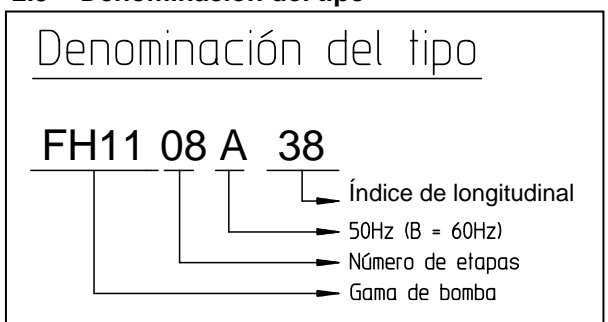 Denominación del tipo
FH11 08 A 38
Índice de longitudinal
50Hz (B = 60Hz)
Número de etapas
Gama de bomba